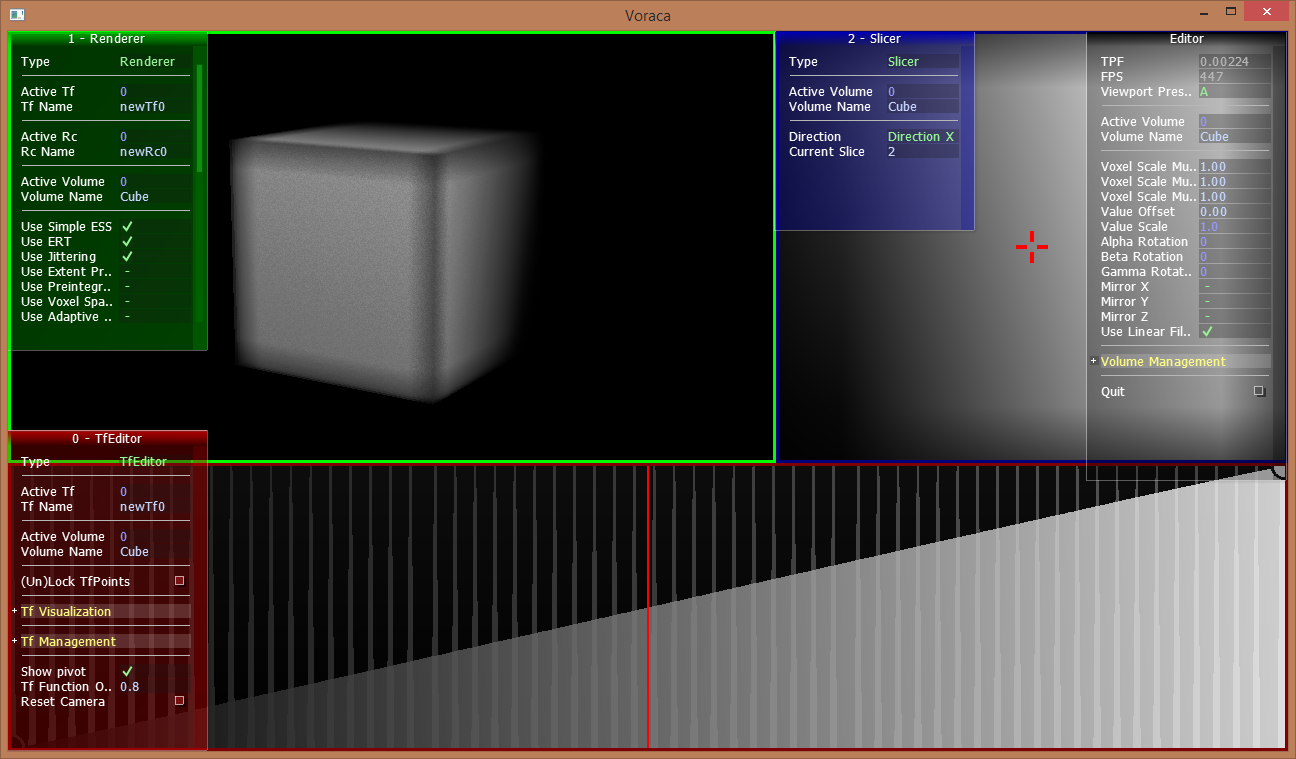 Voraca
1 - Renderer
Type Renderer
Active Tf 0
Tf Name newTf0
Active Rc 0
Rc Name newRc0
Active Volume 0
Volume Name Cube
Use Simple ESS
Use ERT
Use Jittering
Use Extent Pr.. -
Use Preintegr.. -
Use Voxel Spa.. -
Use Adaptive .. -
2 - Slicer
Type Slicer
Active Volume 0
Volume Name Cube
Direction Direction X
Current Slice 2
Editor
TPF 0.00224
FPS 447
Viewport Pres.. A
Active Volume 0
Volume Name Cube
Voxel Scale Mu.. 1.00
Voxel Scale Mu.. 1.00
Voxel Scale Mu.. 1.00
Value Offset 0.00
Value Scale 1.0
Alpha Rotation 0
Beta Rotation 0
Gamma Rotat.. 0
Mirror X -
Mirror Y -
Mirror Z -
Use Linear Fil..
+ Volume Management
Quit
0 - TfEditor
Type TfEditor
Active Tf 0
Tf Name newTf0
Active Volume 0
Volume Name Cube
(Un)Lock TfPoints
+ Tf Visualization
+ Tf Management
Show pivot
Tf Function O.. 0.8
Reset Camera